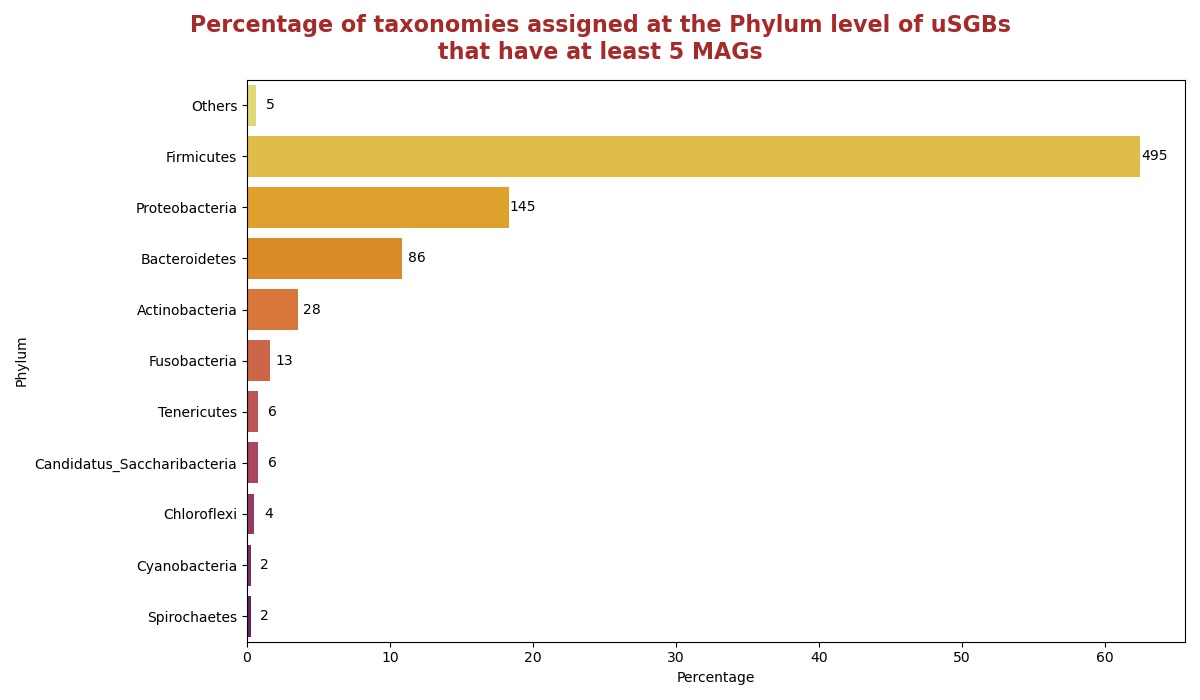 Percentage of taxonomies assigned at the Phylum level of uSGBs
that have at least 5 MAGs
Others 5
Firmicutes 495
Proteobacteria 145
Bacteroidetes 86
Actinobacteria 28
Fusobacteria 13
Tenericutes 6
Candidatus_Saccharibacteria 6
Chloroflexi 4
Cyanobacteria 2
Spirochaetes 2
Phylum
0 10 20 30 40 50 60
Percentage